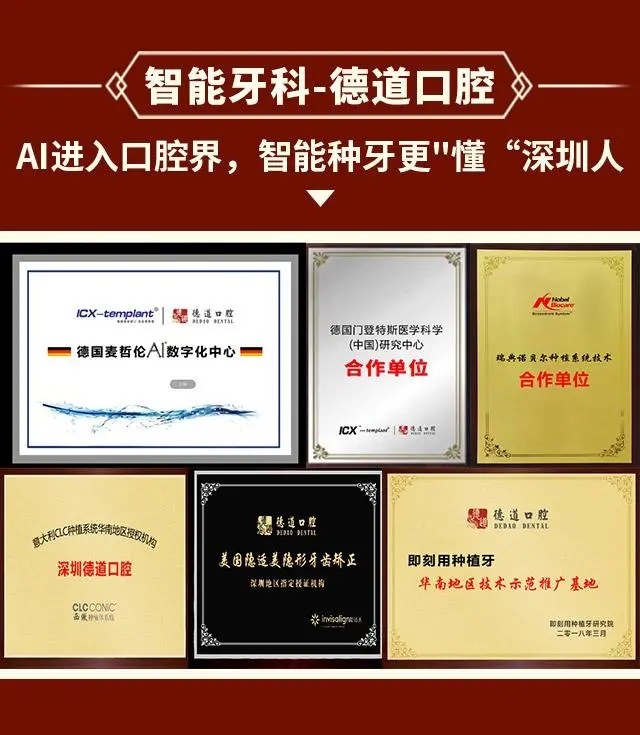 智能牙科-德道口腔
AI进入口腔界，智能种牙更"懂“深圳人
ICX-templant® 德道口腔
DEDAO DENTAL
德国麦哲伦AI数字化中心
德国门登特斯医学科学
(中国)研究中心
合作单位
ICX-templant® 德道口腔
DEDAO DENTAL
Nobel
Biocare
瑞典诺贝尔种植系统技术
合作单位
意大利CLC种植系统华南地区授权机构
深圳德道口腔
CLC CONIC
德道口腔
DEDAO DENTAL
美国隐适美隐形牙齿矫正
深圳地区指定授证机构
invisalign
德道口腔
DEDAO DENTAL
即刻用种植牙
华南地区技术示范推广基地
即刻用种植牙研究院
二零一八年三月